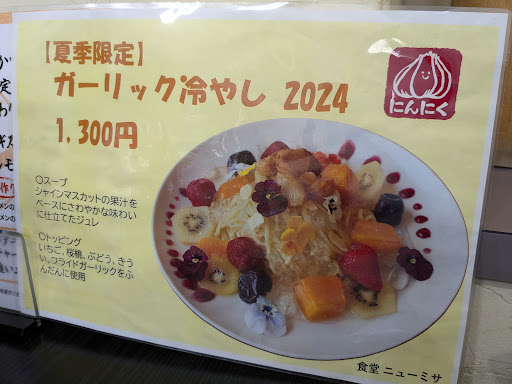 【夏季限定】
ガーリック冷やし 2024
1,300円
にんにく
○スープ
シャインマスカットの果汁を
ベースにさわやかな味わい
に仕立てたジュレ
○トッピング
いちご、桜桃、ぶどう、きう
い、フライドガーリックをふ
んだんに使用
食堂 ニューミサ